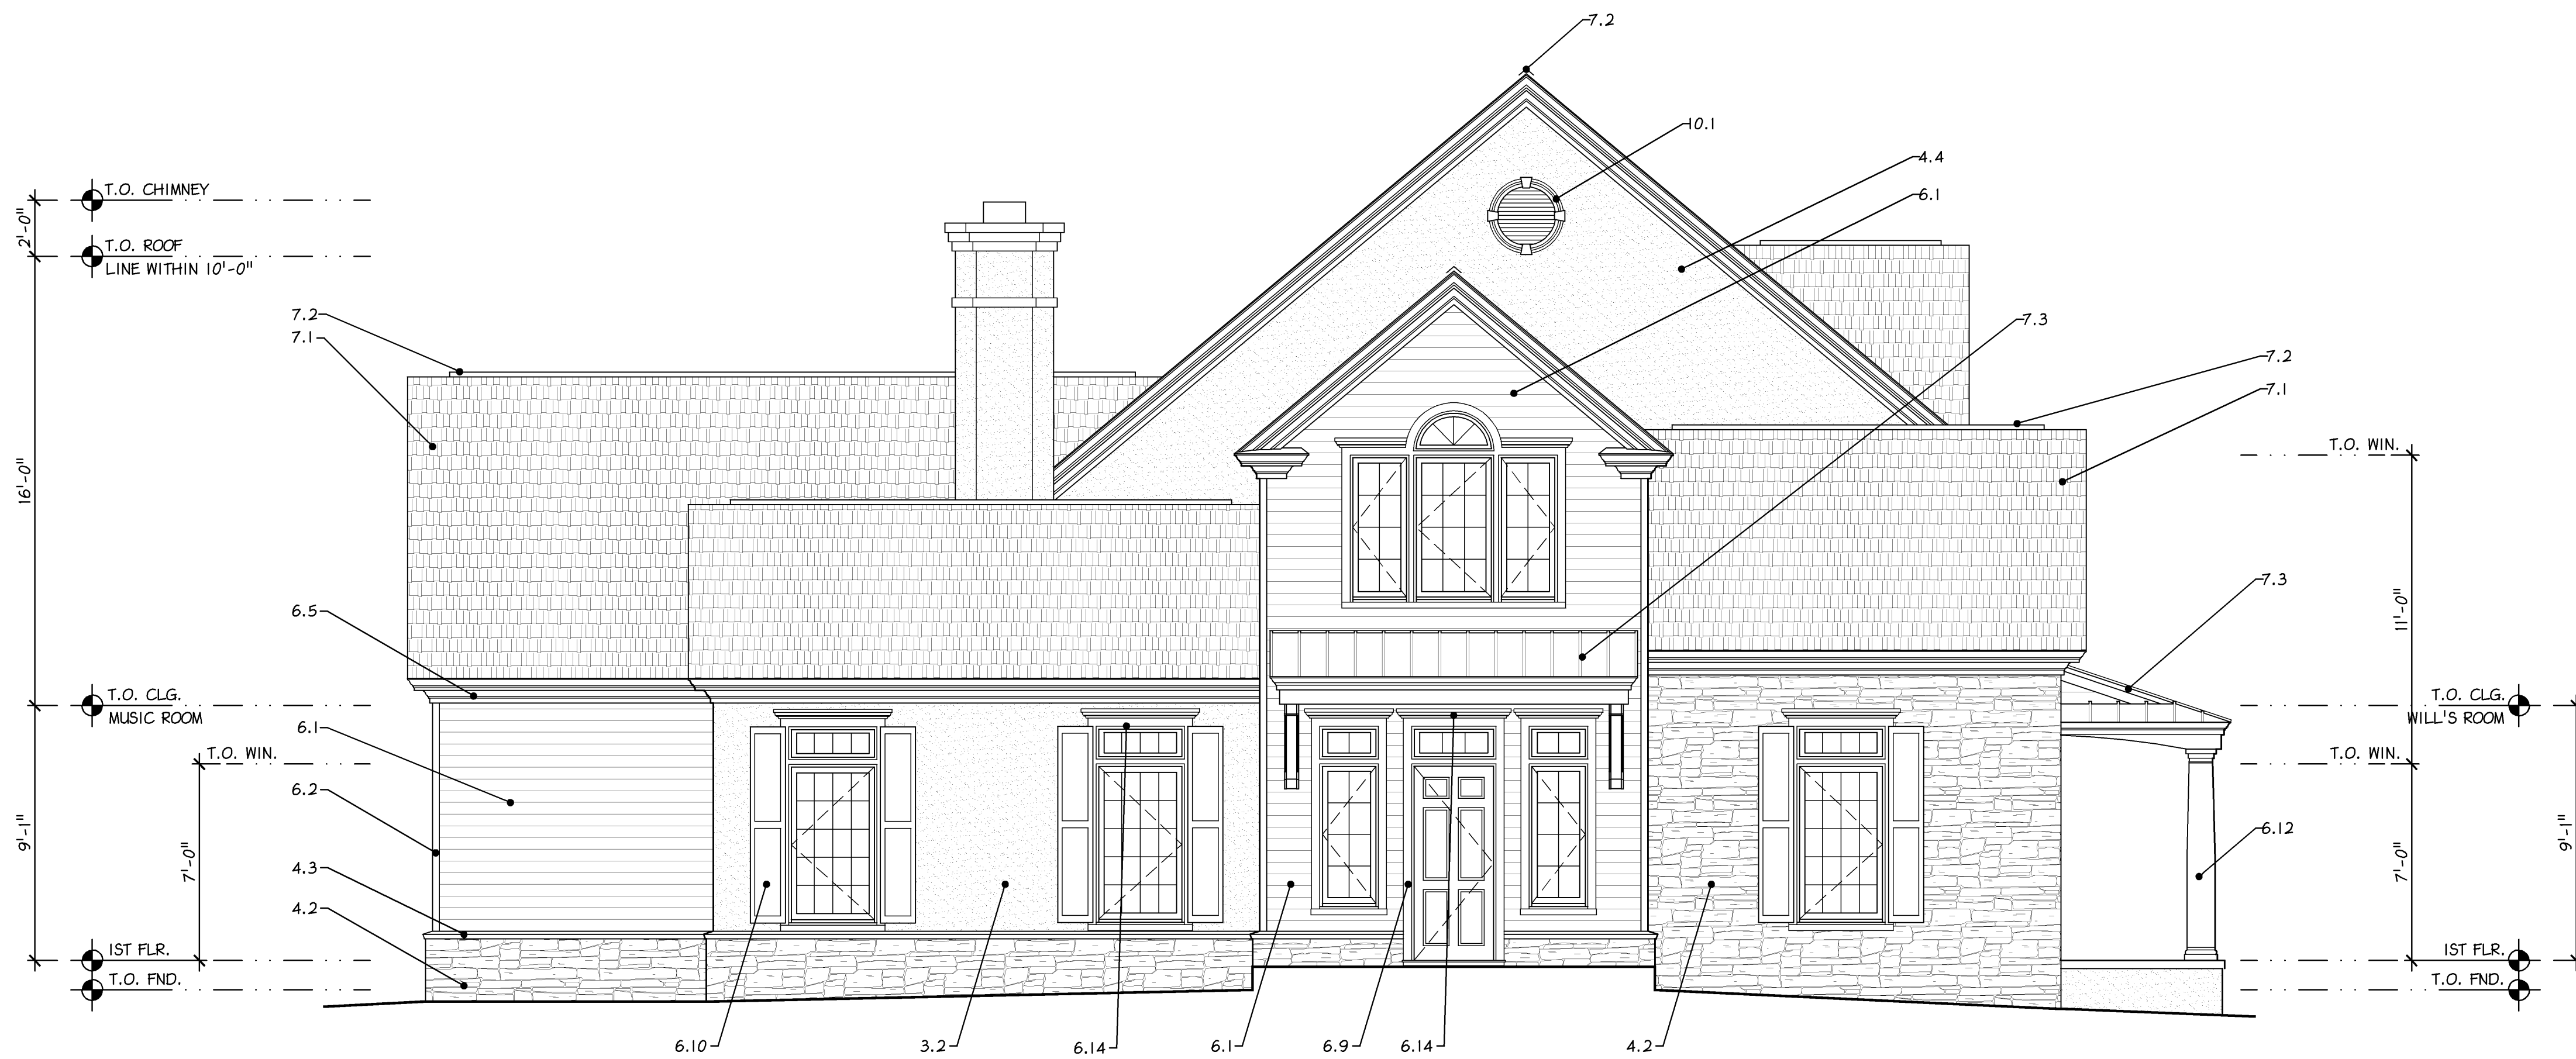 7.2
10.1
4.4
6.1
T.O. CHIMNEY
2'-0"
T.O. ROOF
LINE WITHIN 10'-0"
7.2
7.1
7.3
7.2
7.1
T.O. WIN.
16'-0"
7.3
11'-0"
6.5
T.O. CLG.
MUSIC ROOM
T.O. CLG.
WILL'S ROOM
6.1
T.O. WIN.
T.O. WIN.
6.2
9'-1"
7'-0"
6.12
7'-0"
9'-1"
4.3
4.2
1ST FLR.
T.O. FND.
1ST FLR.
T.O. FND.
6.10
3.2
6.14
6.1
6.9
6.14
4.2